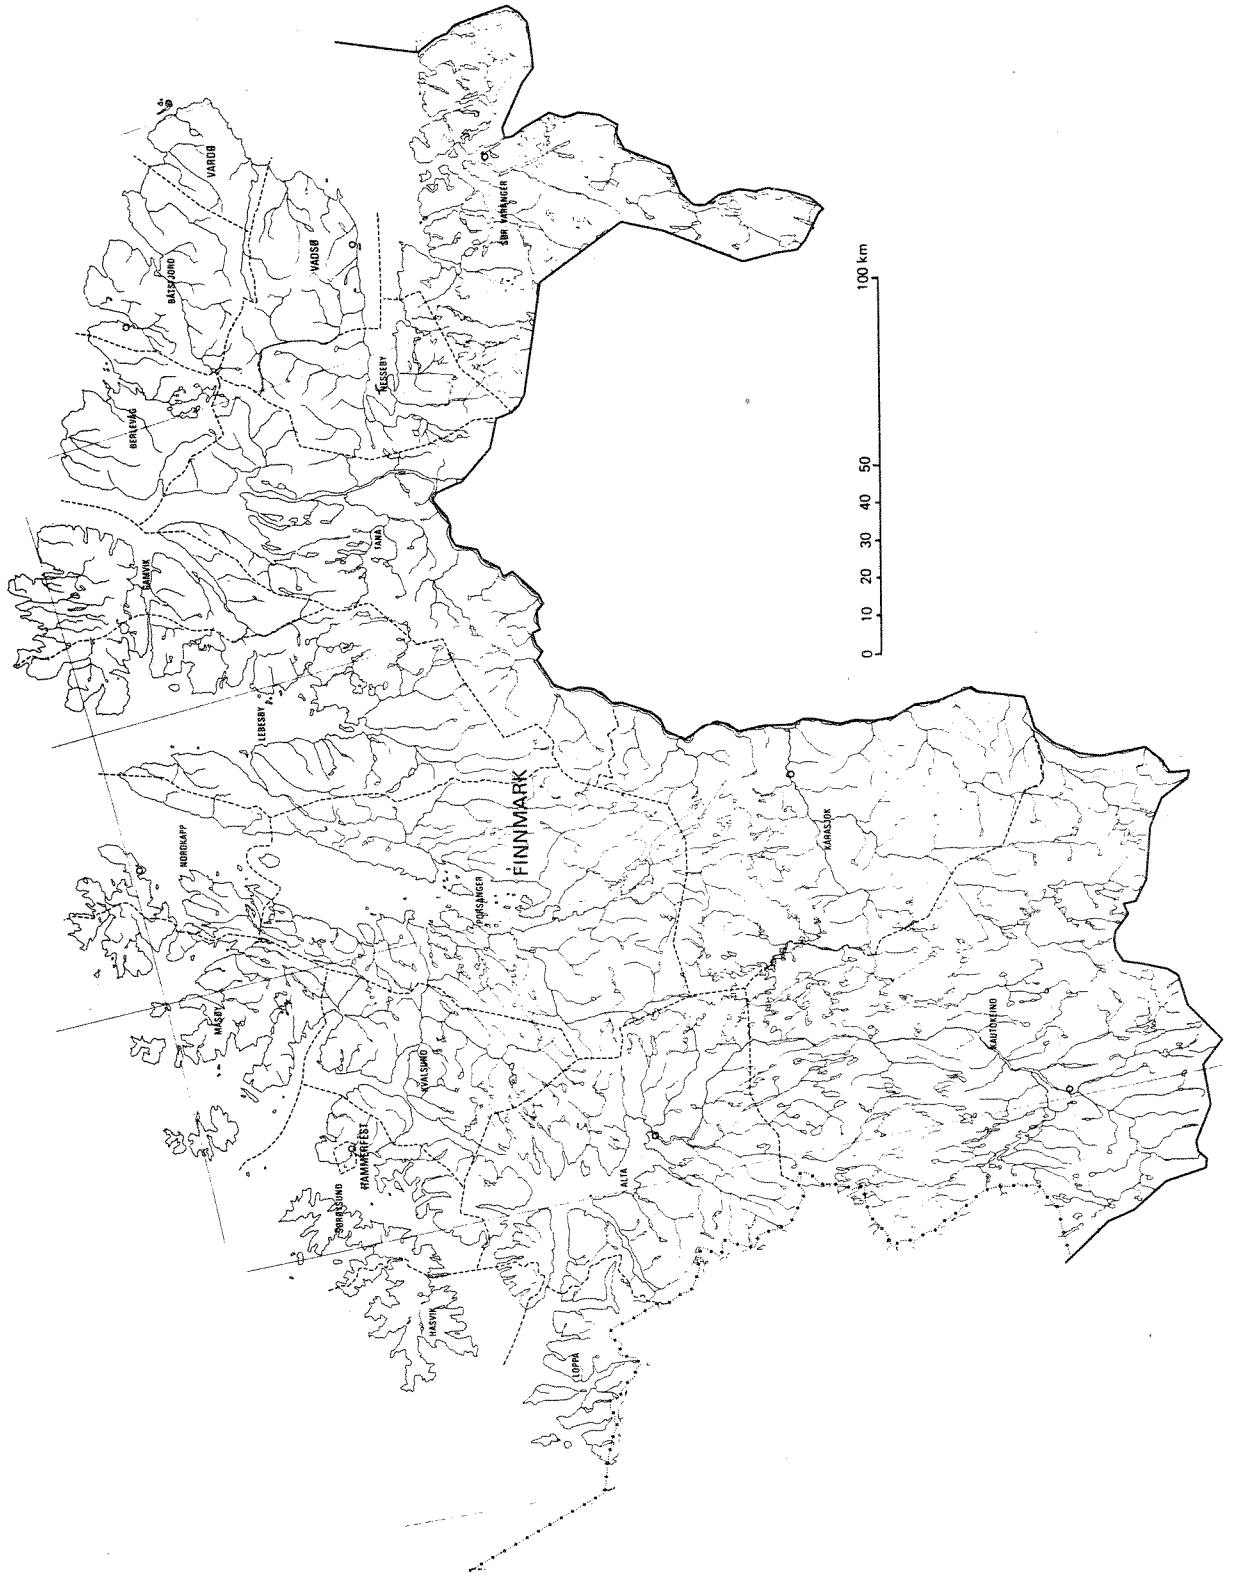 VARDØ
BÅTSFJORD
VADSØ
SØR VARANGER
BERLEVÅG
NESSEBY
GAMVIK
TANA
LEBESBY
NORDKAPP
PORSANGER
FINNMARK
KARASJOK
MÅSØY
KVALSUND
KAUTOKEINO
HAMMERFEST
SØRØYSUND
ALTA
HASVIK
LOPPA
0 10 20 30 40 50 100 km